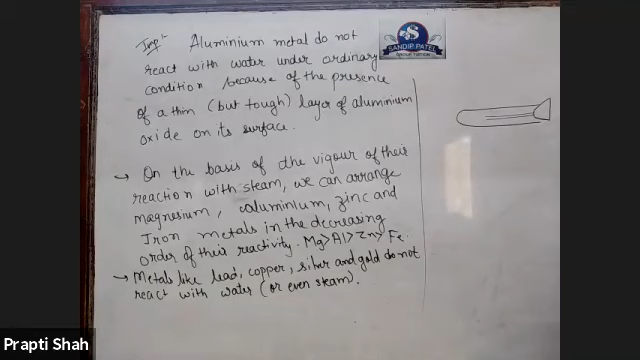 Imp:- Aluminium metal do not
react with water under ordinary
condition because of the presence
of a thin (but tough) layer of aluminium
oxide on its surface.
→ On the basis of the vigour of their
reaction with steam, we can arrange
magnesium, aluminium, zinc and
Iron metals in the decreasing
order of their reactivity. Mg>Al>Zn>Fe.
→ Metals like lead, copper, silver and gold do not
react with water (or even steam).
SANDIP PATEL
GROUP TUITION
Prapti Shah